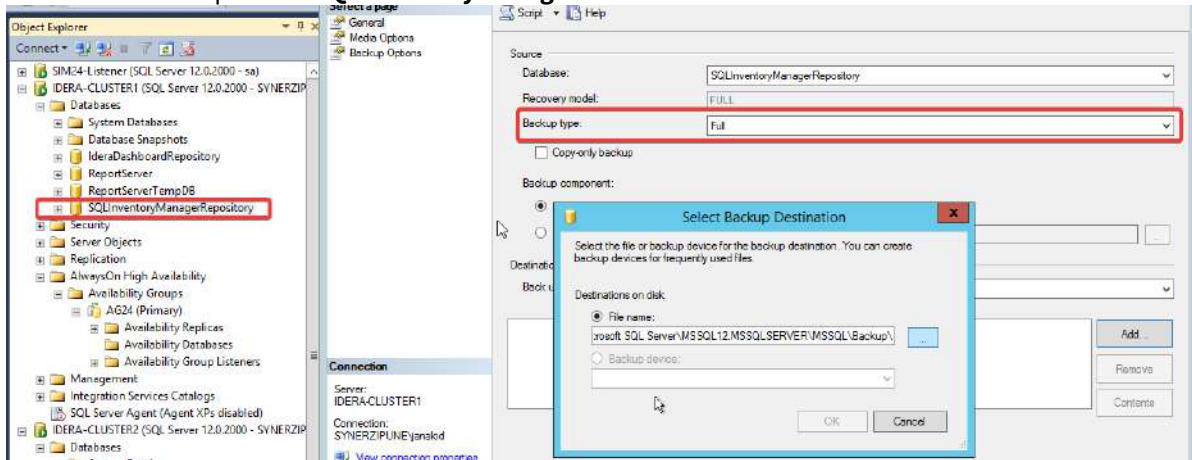 Object Explorer
Connect
SIM24-Listener (SQL Server 12.0.2000 - sa)
IDERA-CLUSTER1 (SQL Server 12.0.2000 - SYNERZIP
Databases
System Databases
Database Snapshots
IderaDashboardRepository
ReportServer
ReportServerTempDB
SQLInventoryManagerRepository
Security
Server Objects
Replication
AlwaysOn High Availability
Availability Groups
AG24 (Primary)
Availability Replicas
Availability Databases
Availability Group Listeners
Management
Integration Services Catalogs
SQL Server Agent (Agent XPs disabled)
IDERA-CLUSTER2 (SQL Server 12.0.2000 - SYNERZIP
Databases
Select a page
General
Media Options
Backup Options
Connection
Server:
IDERA-CLUSTER1
Connection:
SYNERZIPUNE\janakid
View connection properties
Script Help
Source
Database: SQLInventoryManagerRepository
Recovery model: FULL
Backup type: Full
Copy-only backup
Backup component:
...
Destinatio
Back u
Add...
Remove
Contents
Select Backup Destination
x
Select the file or backup device for the backup destination. You can create
backup devices for frequently used files.
Destinations on disk
File name:
rosoft SQL Server\MSSQL12.MSSQLSERVER\MSSQL\Backup\ ...
Backup device:
OK Cancel